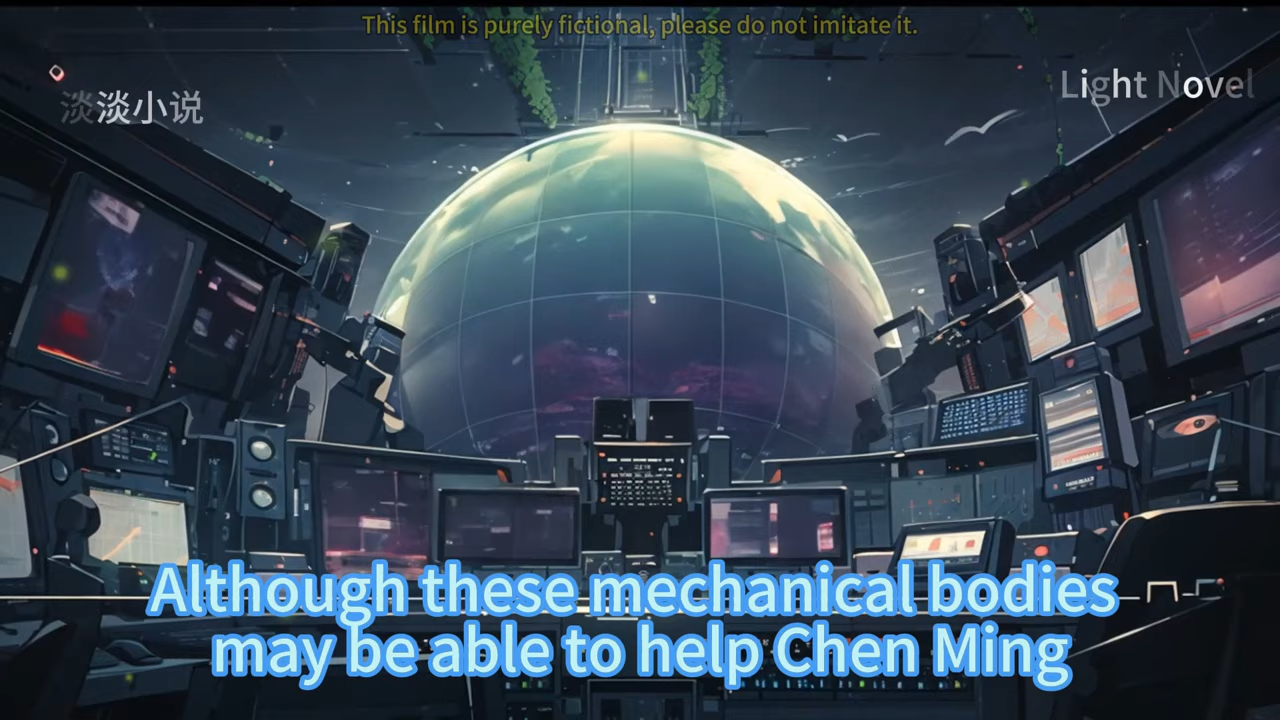 This film is purely fictional, please do not imitate it.
淡淡小说
Light Novel
Although these mechanical bodies
may be able to help Chen Ming